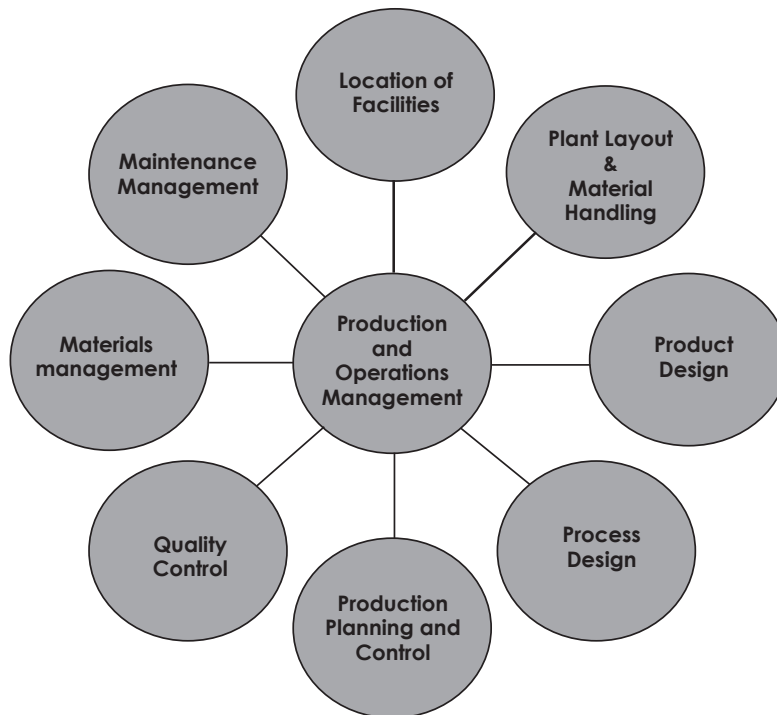 Location of
Facilities
Plant Layout
&
Material
Handling
Product
Design
Process
Design
Production
Planning and
Control
Quality
Control
Materials
management
Maintenance
Management
Production
and
Operations
Management